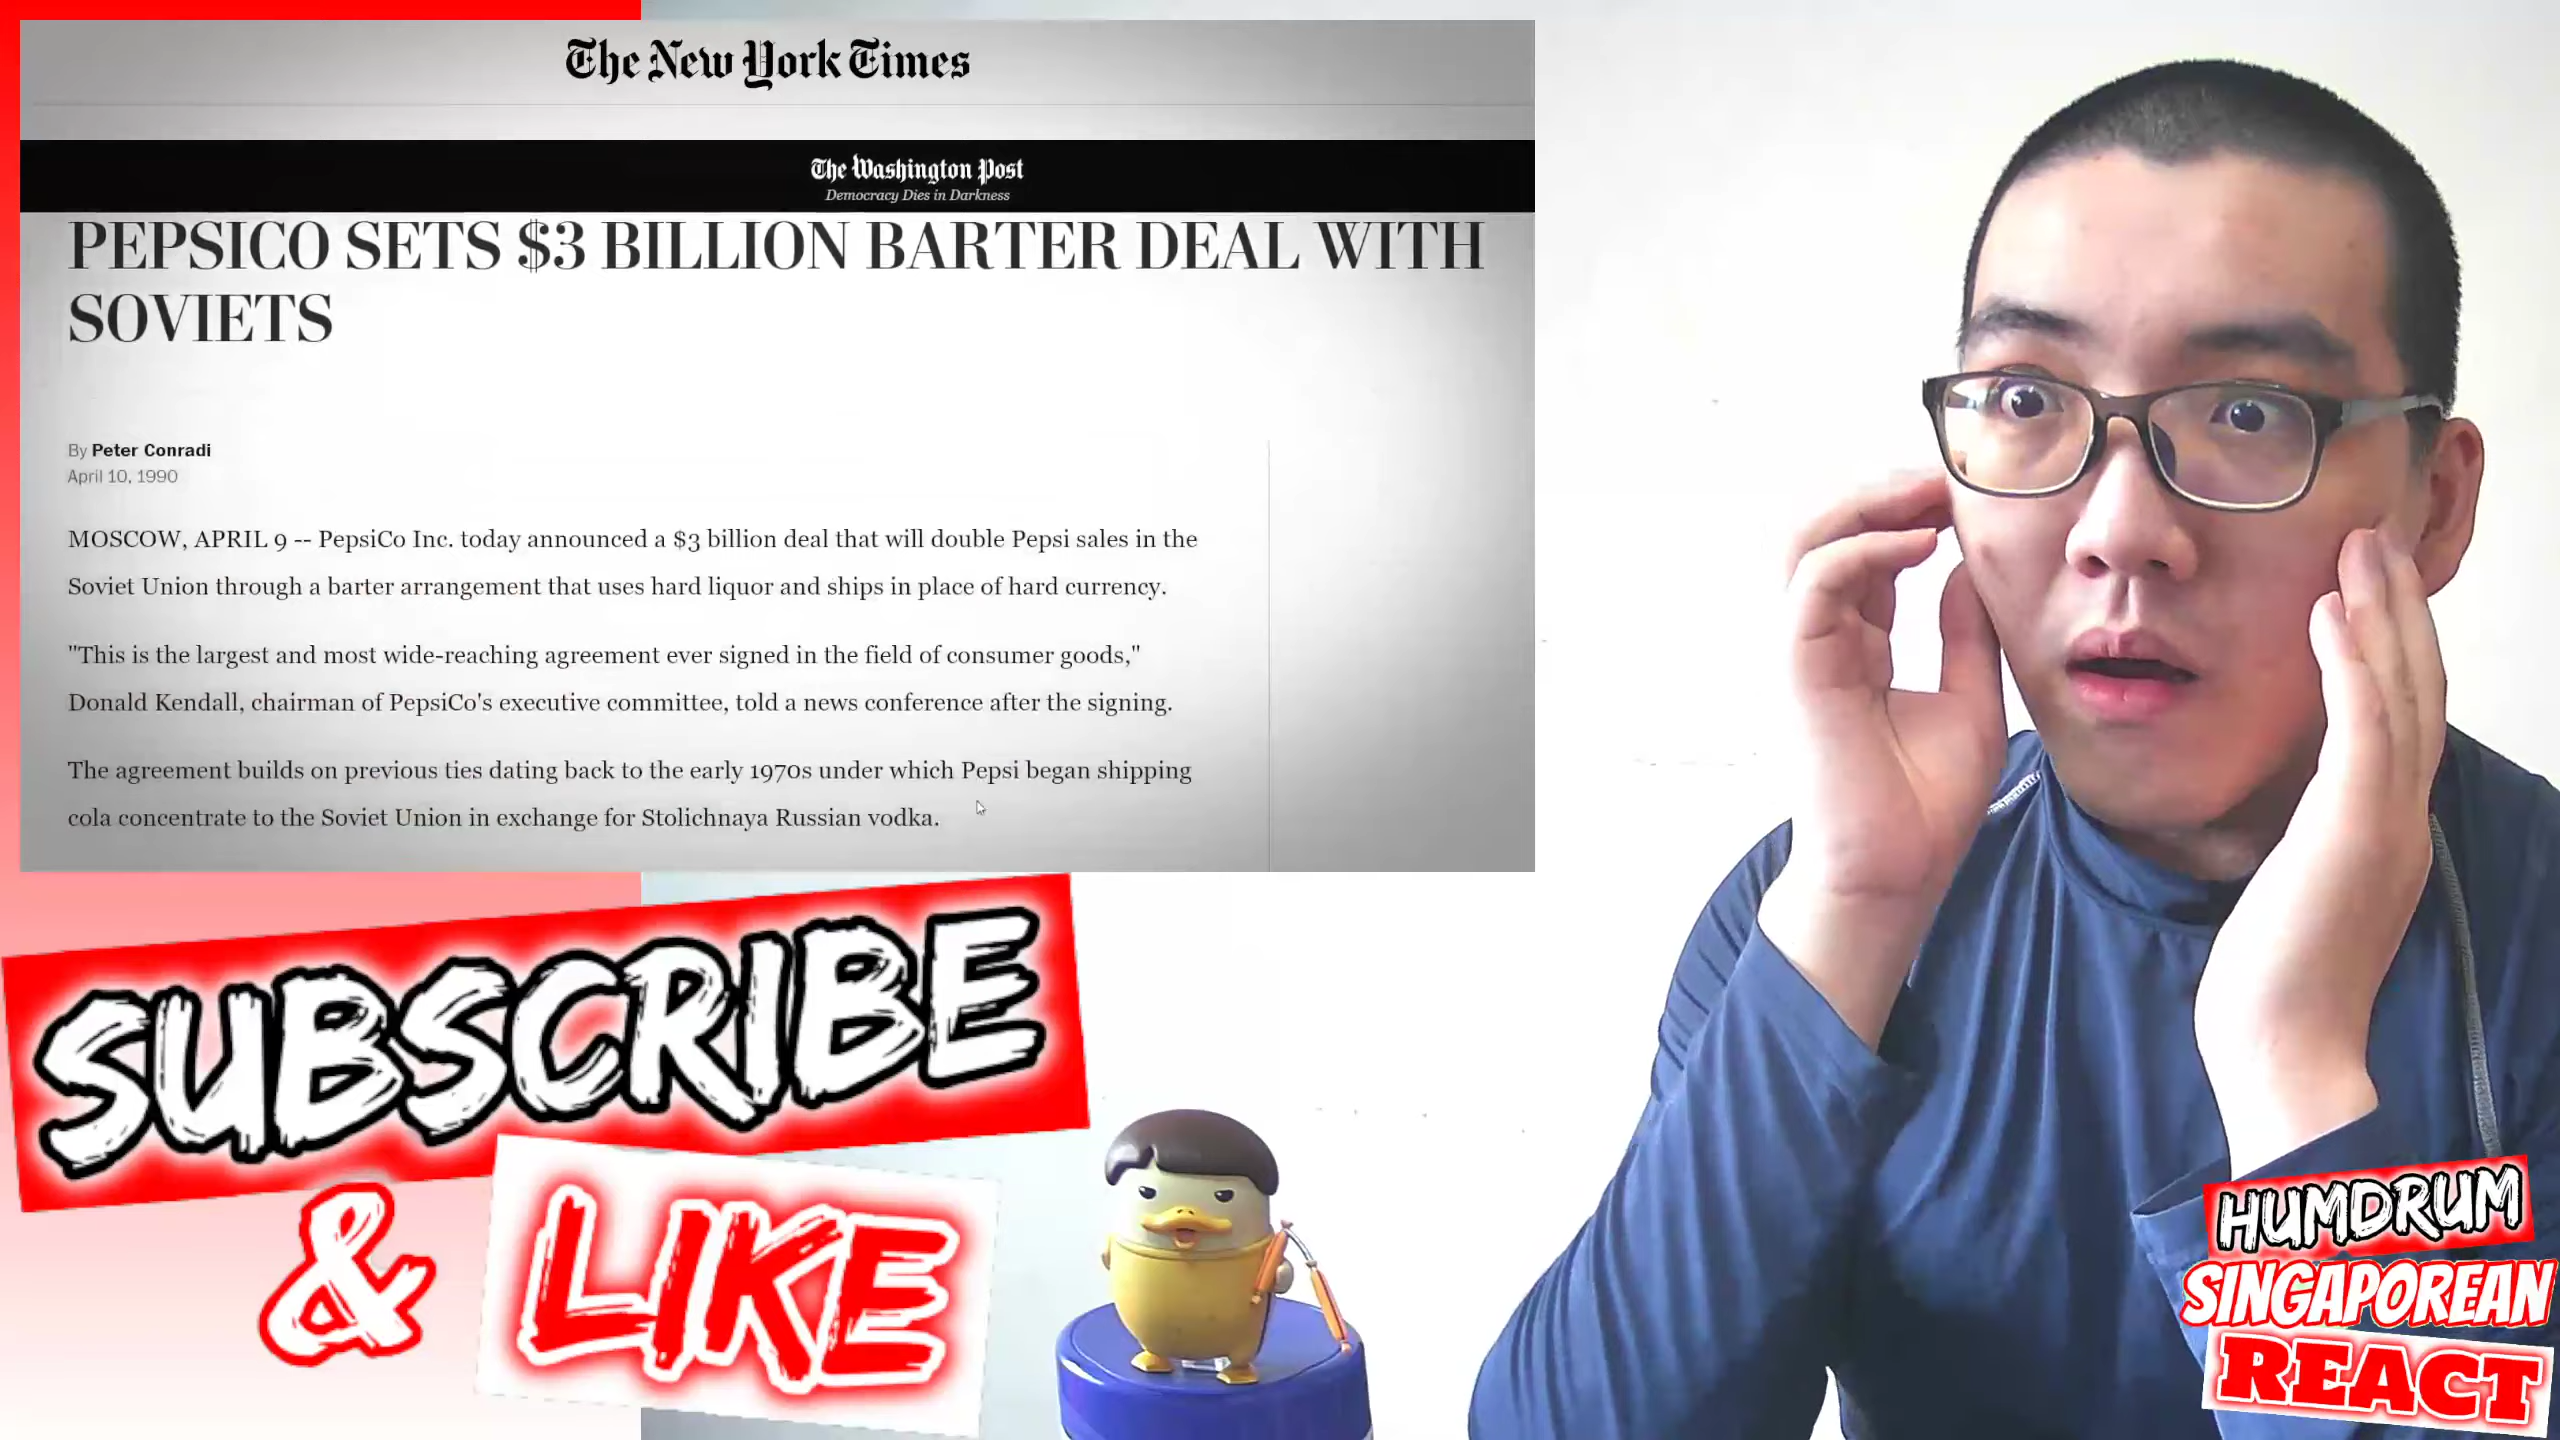 The New York Times
The Washington Post
Democracy Dies in Darkness
PEPSICO SETS $3 BILLION BARTER DEAL WITH
SOVIETS
By Peter Conradi
April 10, 1990
MOSCOW, APRIL 9 -- PepsiCo Inc. today announced a $3 billion deal that will double Pepsi sales in the
Soviet Union through a barter arrangement that uses hard liquor and ships in place of hard currency.
"This is the largest and most wide-reaching agreement ever signed in the field of consumer goods,"
Donald Kendall, chairman of PepsiCo's executive committee, told a news conference after the signing.
The agreement builds on previous ties dating back to the early 1970s under which Pepsi began shipping
cola concentrate to the Soviet Union in exchange for Stolichnaya Russian vodka.
SUBSCRIBE
& LIKE
HUMDRUM
SINGAPOREAN
REACT